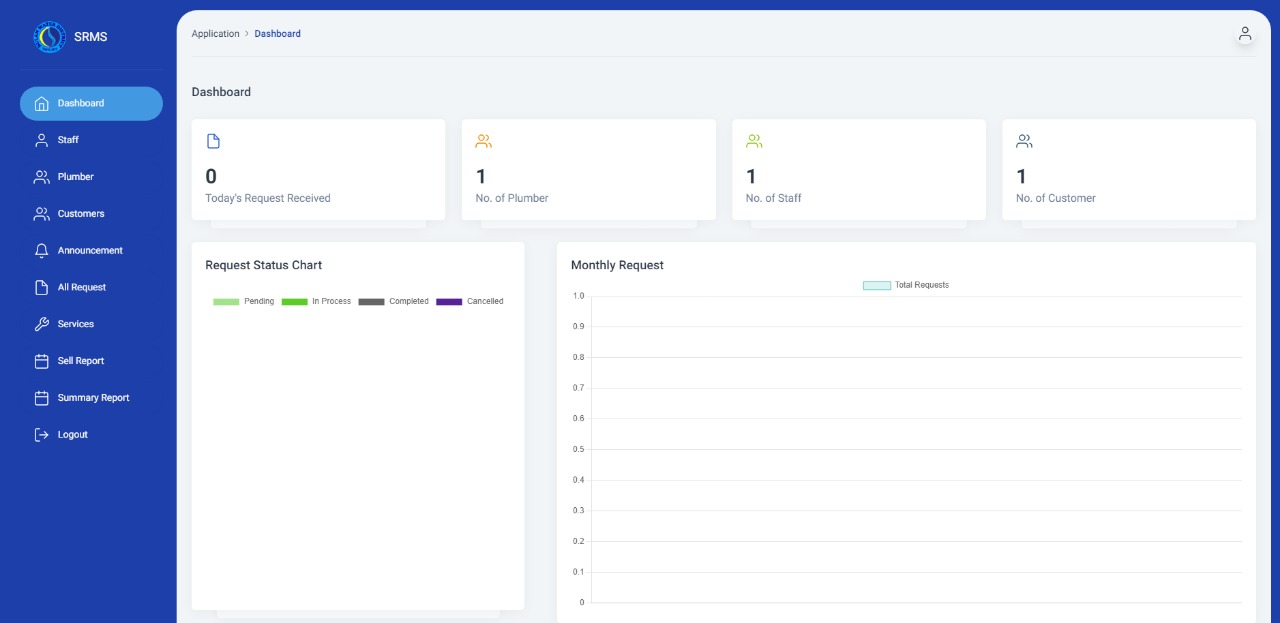 SRMS
Dashboard
Staff
Plumber
Customers
Announcement
All Request
Services
Sell Report
Summary Report
Logout
Application > Dashboard
Dashboard
0
Today's Request Received
1
No. of Plumber
1
No. of Staff
1
No. of Customer
Request Status Chart
Pending In Process Completed Cancelled
Monthly Request
Total Requests
1.0
0.9
0.8
0.7
0.6
0.5
0.4
0.3
0.2
0.1
0